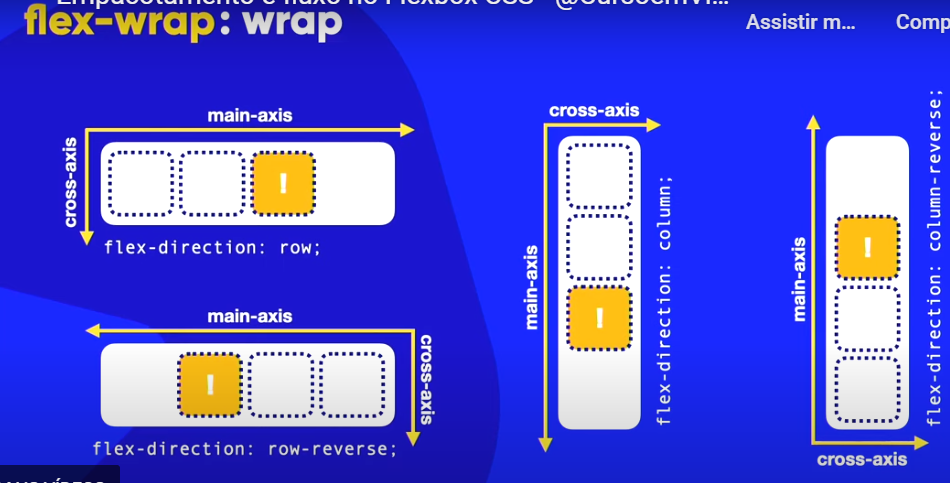 Empacotamento e fluxo no Flexbox CSS - @CursoemVí...
flex-wrap: wrap
Assistir m...
Comp
main-axis
cross-axis
!
flex-direction: row;
main-axis
cross-axis
!
flex-direction: row-reverse;
cross-axis
main-axis
!
flex-direction: column;
main-axis
!
flex-direction: column-reverse;
cross-axis
VÍDEOS